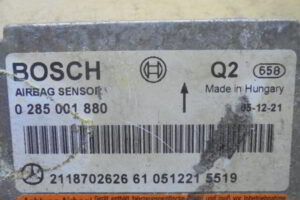 BOSCH Q2 658
AIRBAG SENSOR Made in Hungary
0 285 001 880 05-12-21
2118702626 61 051221 5519